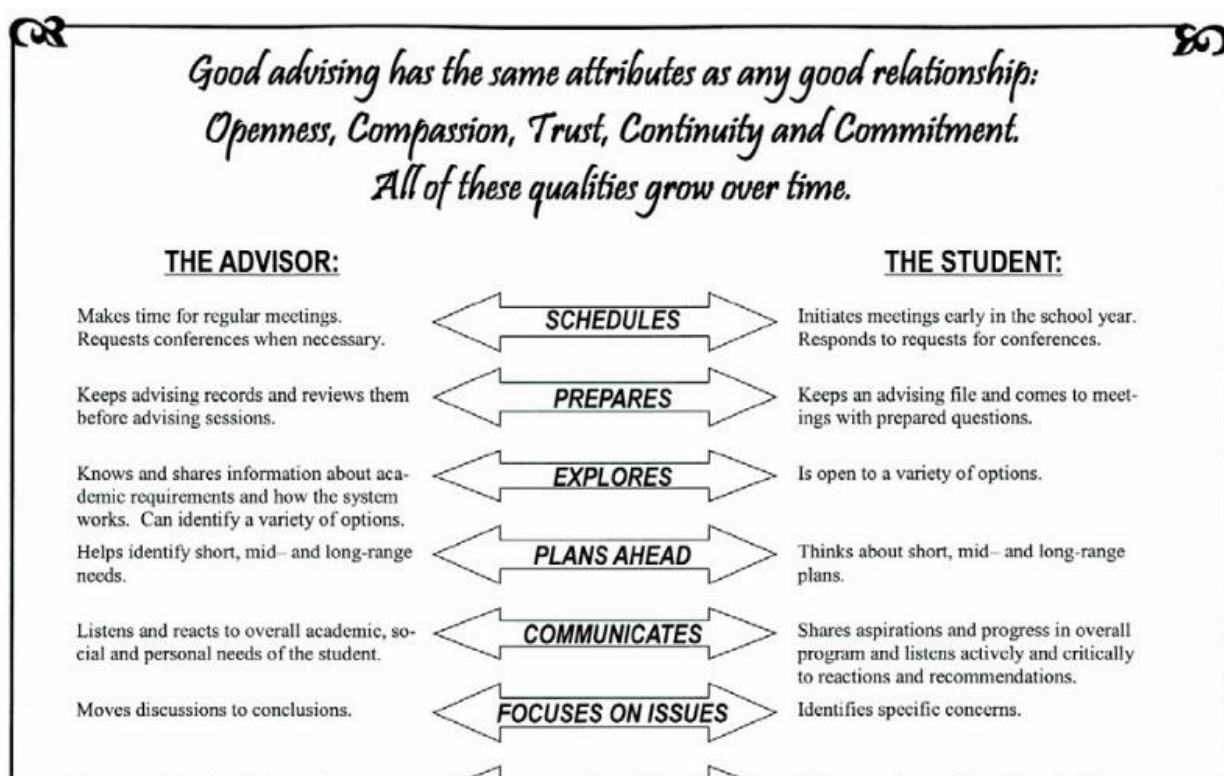 Good advising has the same attributes as any good relationship:
Openness, Compassion, Trust, Continuity and Commitment.
All of these qualities grow over time.
THE ADVISOR:
THE STUDENT:
Makes time for regular meetings.
Requests conferences when necessary.
SCHEDULES
Initiates meetings early in the school year.
Responds to requests for conferences.
Keeps advising records and reviews them
before advising sessions.
PREPARES
Keeps an advising file and comes to meet-
ings with prepared questions.
Knows and shares information about aca-
demic requirements and how the system
works.  Can identify a variety of options.
EXPLORES
Is open to a variety of options.
Helps identify short, mid– and long-range
needs.
PLANS AHEAD
Thinks about short, mid– and long-range
plans.
Listens and reacts to overall academic, so-
cial and personal needs of the student.
COMMUNICATES
Shares aspirations and progress in overall
program and listens actively and critically
to reactions and recommendations.
Moves discussions to conclusions.
FOCUSES ON ISSUES
Identifies specific concerns.